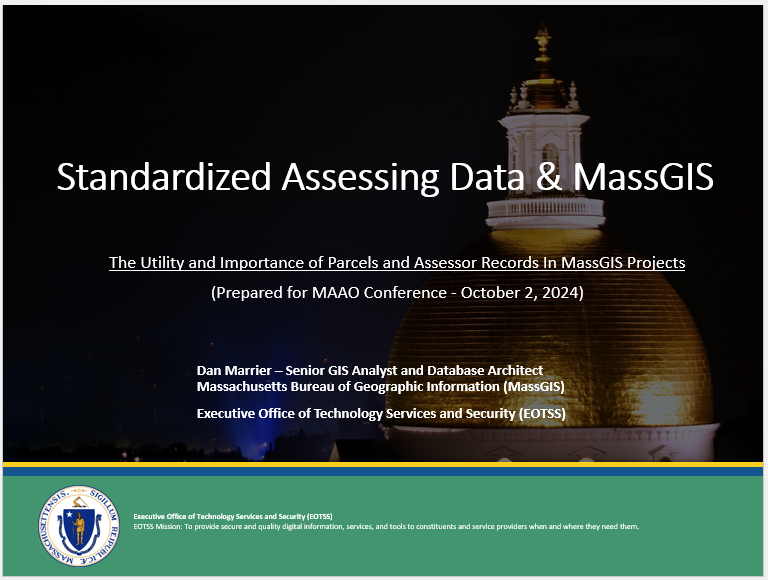 Standardized Assessing Data & MassGIS
The Utility and Importance of Parcels and Assessor Records In MassGIS Projects
(Prepared for MAAO Conference - October 2, 2024)
Dan Marrier – Senior GIS Analyst and Database Architect
Massachusetts Bureau of Geographic Information (MassGIS)
Executive Office of Technology Services and Security (EOTSS)
SIGILLUM REIPUBLICÆ MASSACHUSETTENSIS.
Executive Office of Technology Services and Security (EOTSS)
EOTSS Mission: To provide secure and quality digital information, services, and tools to constituents and service providers when and where they need them.